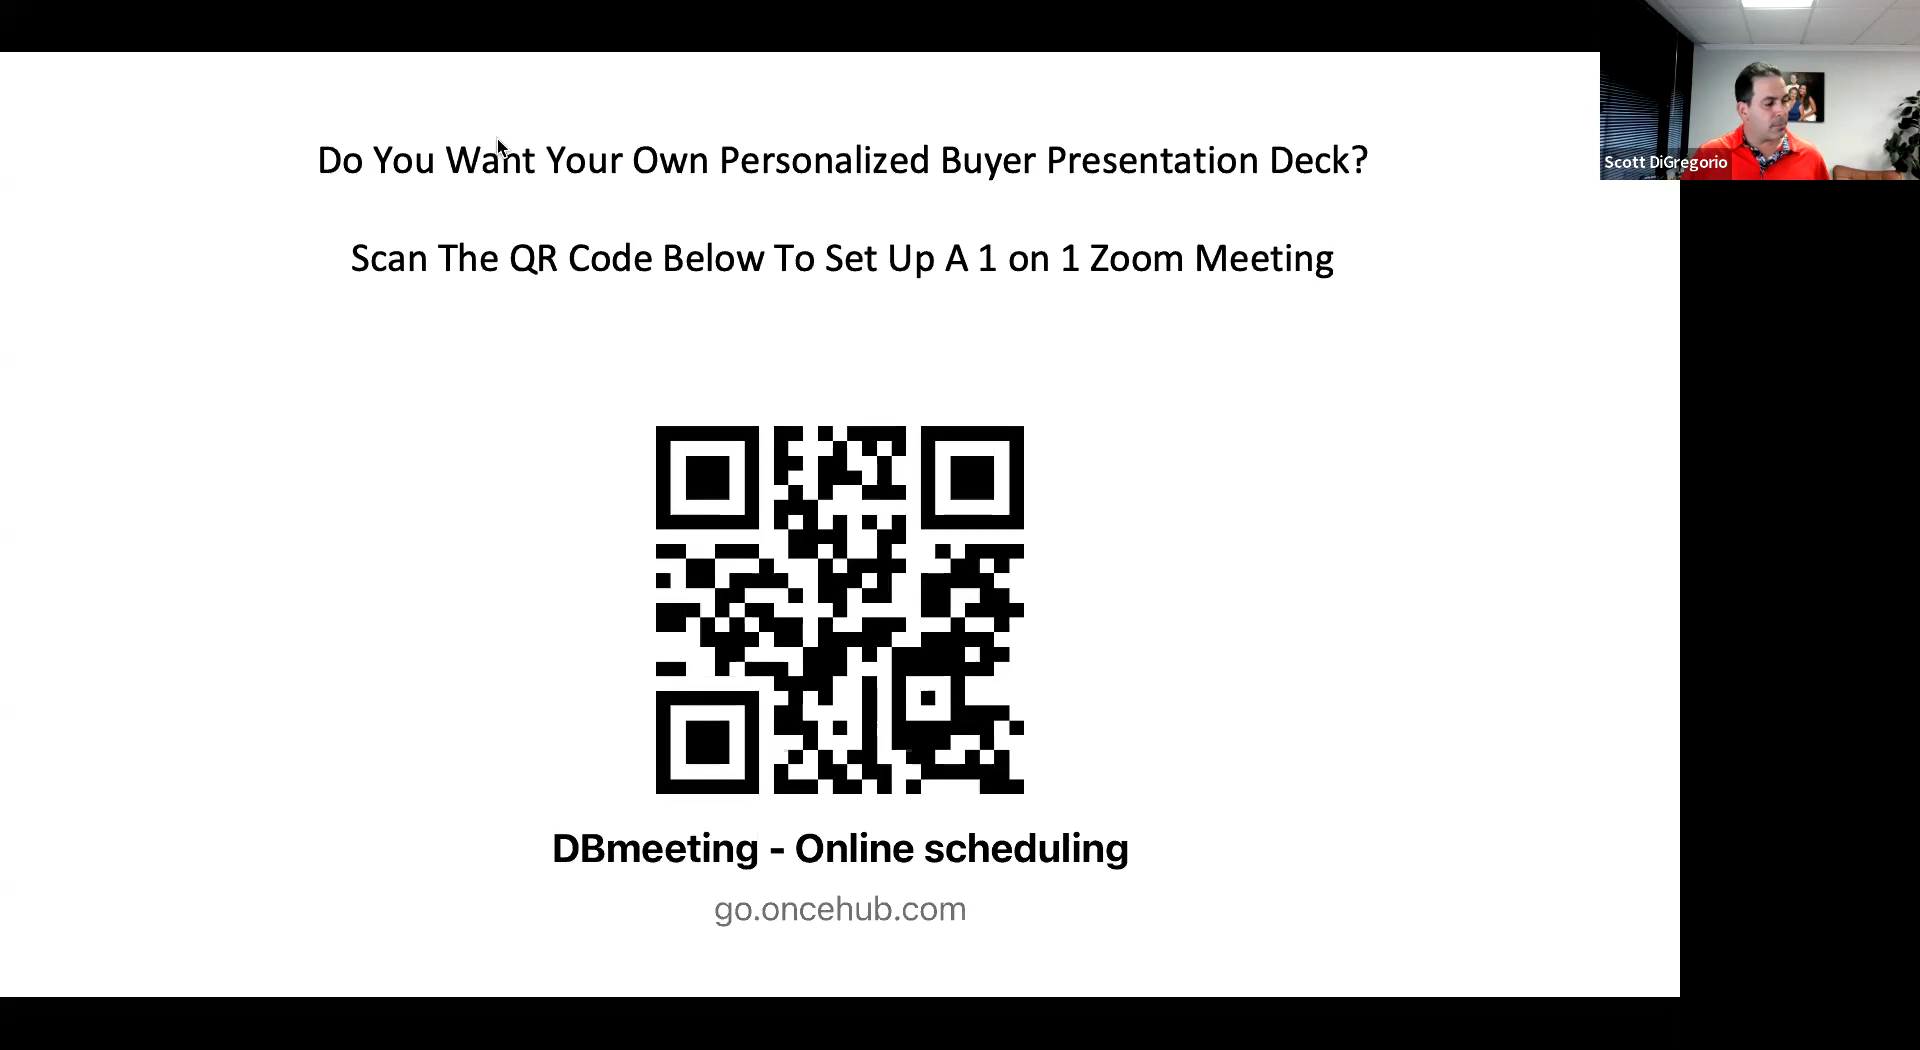 Do You Want Your Own Personalized Buyer Presentation Deck?
Scott DiGregorio
Scan The QR Code Below To Set Up A 1 on 1 Zoom Meeting
DBmeeting - Online scheduling
go.oncehub.com